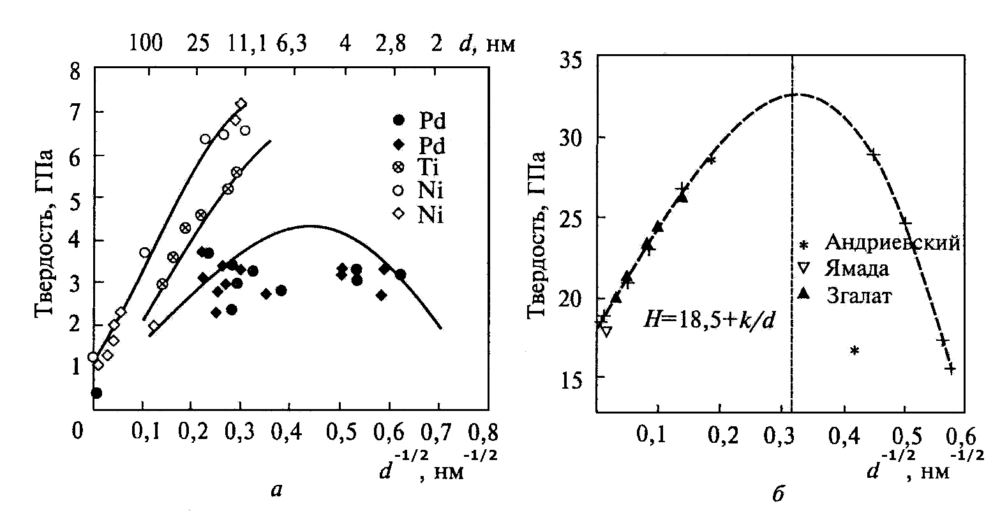 100 25 11,1 6,3 4 2,8 2 d, нм
8
7
6
5
4
3
2
1
0 0,1 0,2 0,3 0,4 0,5 0,6 0,7 0,8
Твердость, ГПа
Pd
Pd
Ti
Ni
Ni
d^-1/2, нм^-1/2
а
35
30
25
20
15
0,1 0,2 0,3 0,4 0,5 0,6
Твердость, ГПа
Андриевский
Ямада
Згалат
H=18,5+k/d
d^-1/2, нм^-1/2
б